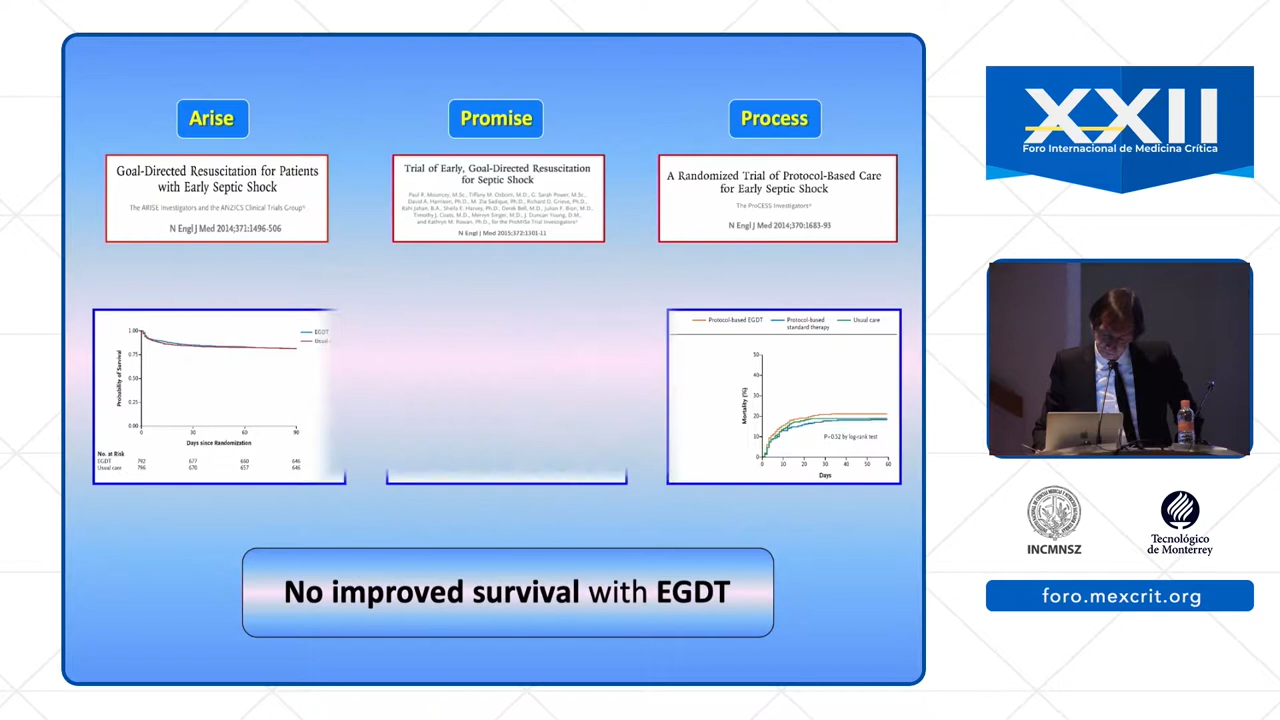 Arise
Goal-Directed Resuscitation for Patients
with Early Septic Shock
The ARISE Investigators and the ANZICS Clinical Trials Group*
N Engl J Med 2014;371:1496-506
Promise
Trial of Early, Goal-Directed Resuscitation
for Septic Shock
Paul R. Mouncey, M.Sc., Tiffany M. Osborn, M.D., G. Sarah Power, M.Sc.,
David A. Harrison, Ph.D., M. Zia Sadique, Ph.D., Richard D. Grieve, Ph.D.,
Rahi Jahan, B.A., Sheila E. Harvey, Ph.D., Derek Bell, M.D., Julian F. Bion, M.D.,
Timothy J. Coats, M.D., Mervyn Singer, M.D., J. Duncan Young, D.M.,
and Kathryn M. Rowan, Ph.D., for the ProMISe Trial Investigators*
N Engl J Med 2015;372:1301-11
Process
A Randomized Trial of Protocol-Based Care
for Early Septic Shock
The ProCESS Investigators*
N Engl J Med 2014;370:1683-93
EGDT
Usual
1.00
0.75
0.50
0.25
0.00
Probability of Survival
0 30 60 90
Days since Randomization
No. at Risk
EGDT 792 677 660 646
Usual care 796 670 657 646
Protocol-based EGDT
Protocol-based
standard therapy
Usual care
50
40
30
20
10
0
Mortality (%)
P=0.52 by log-rank test
0 10 20 30 40 50 60
Days
No improved survival with EGDT
XXII
Foro Internacional de Medicina Crítica
INCMNSZ
Tecnológico
de Monterrey
foro.mexcrit.org